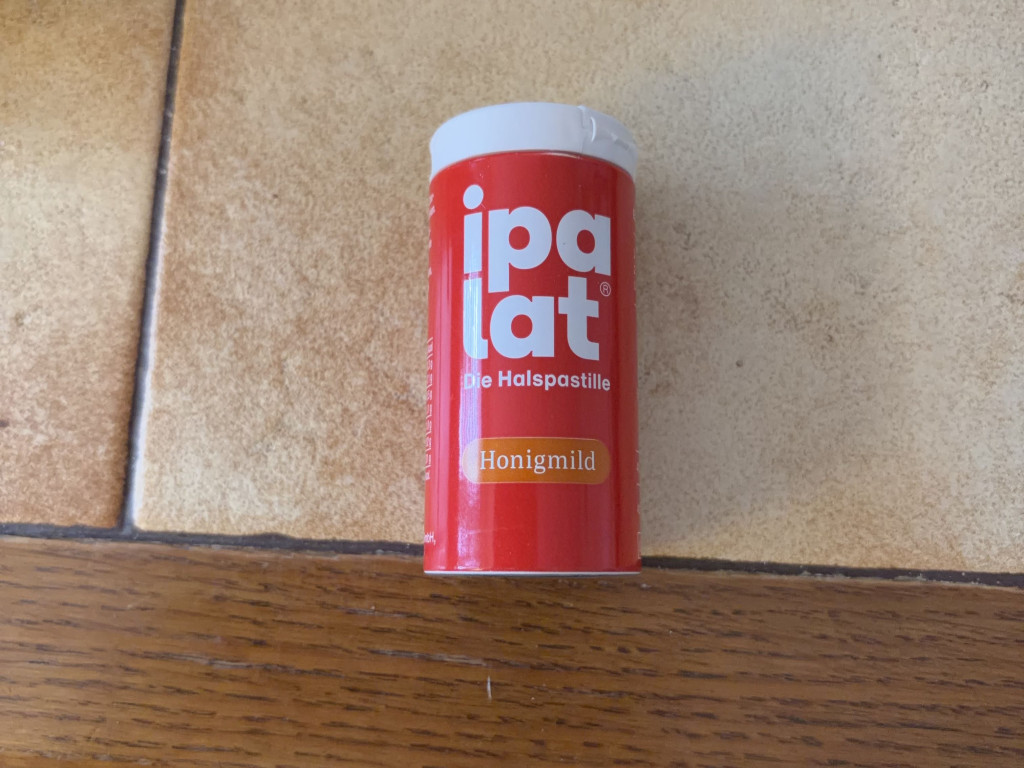 ipa
lat®
Die Halspastille
Honigmild